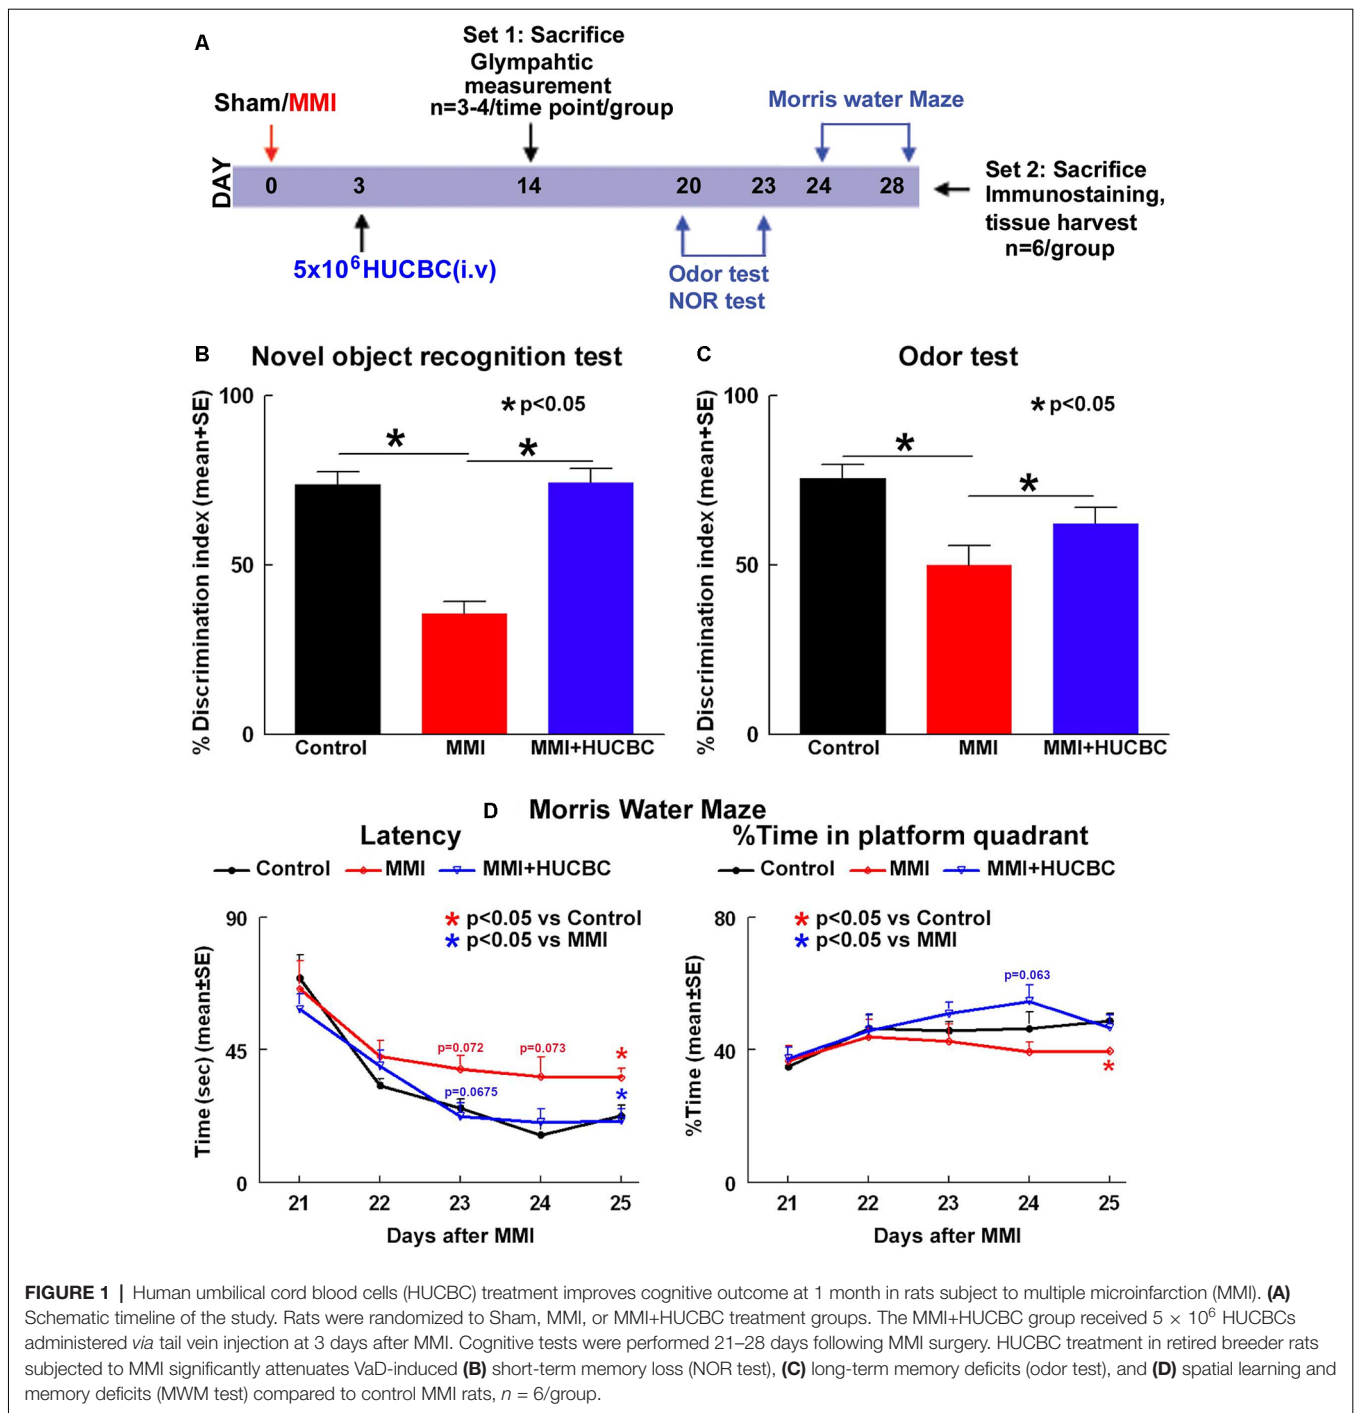 A
Set 1: Sacrifice
Glympahtic
measurement
n=3-4/time point/group
Sham/MMI
Morris water Maze
DAY
0 3 14 20 23 24 28
Set 2: Sacrifice
Immunostaining,
tissue harvest
n=6/group
5x10⁶HUCBC(i.v)
Odor test
NOR test
B Novel object recognition test
% Discrimination index (mean+SE)
100
50
0
* p<0.05
*
*
Control MMI MMI+HUCBC
C Odor test
% Discrimination index (mean+SE)
100
50
0
* p<0.05
*
*
Control MMI MMI+HUCBC
D Morris Water Maze
Latency
Control MMI MMI+HUCBC
* p<0.05 vs Control
* p<0.05 vs MMI
Time (sec) (mean±SE)
90
45
0
p=0.072
p=0.073
*
p=0.0675
*
21 22 23 24 25
Days after MMI
%Time in platform quadrant
Control MMI MMI+HUCBC
* p<0.05 vs Control
* p<0.05 vs MMI
%Time (mean±SE)
80
40
0
p=0.063
*
21 22 23 24 25
Days after MMI
FIGURE 1 | Human umbilical cord blood cells (HUCBC) treatment improves cognitive outcome at 1 month in rats subject to multiple microinfarction (MMI). (A)
Schematic timeline of the study. Rats were randomized to Sham, MMI, or MMI+HUCBC treatment groups. The MMI+HUCBC group received 5 × 10⁶ HUCBCs
administered via tail vein injection at 3 days after MMI. Cognitive tests were performed 21–28 days following MMI surgery. HUCBC treatment in retired breeder rats
subjected to MMI significantly attenuates VaD-induced (B) short-term memory loss (NOR test), (C) long-term memory deficits (odor test), and (D) spatial learning and
memory deficits (MWM test) compared to control MMI rats, n = 6/group.